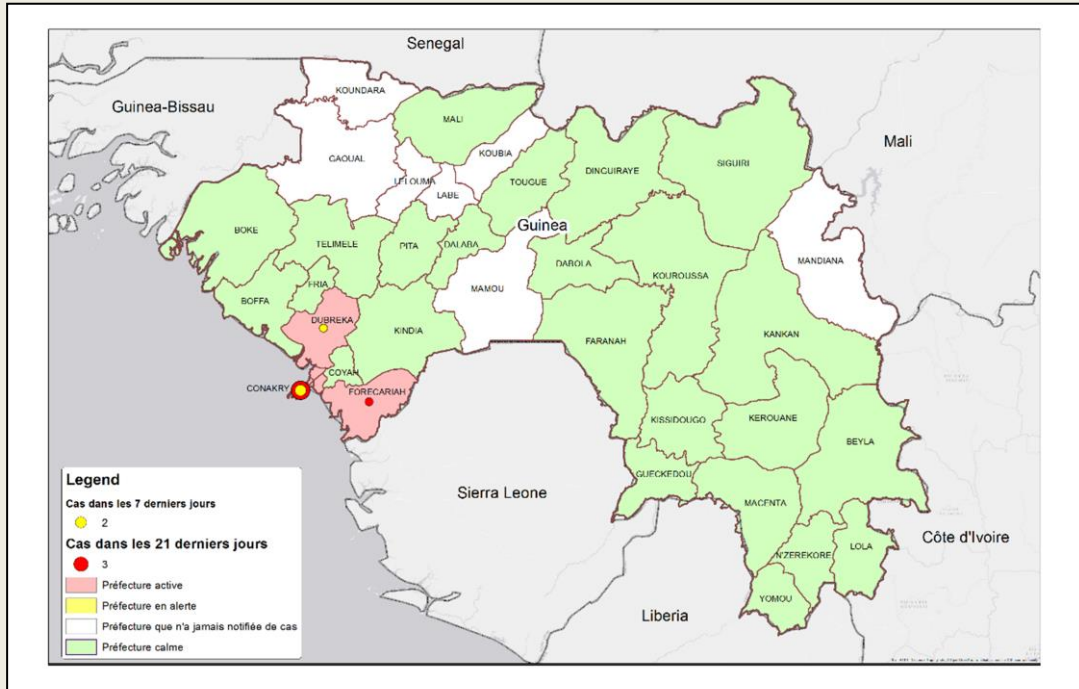 Senegal
Guinea-Bissau
KOUNDARA
MALI
Mali
GAOUAL
KOUBIA
LELOUMA
LABE
TOUGUE
DINGUIRAYE
SIGUIRI
Guinea
BOKE
TELIMELE
PITA
DALABA
MANDIANA
DABOLA
KOUROUSSA
MAMOU
FRIA
BOFFA
DUBREKA
KINDIA
FARANAH
KANKAN
COYAH
CONAKRY
FORECARIAH
KISSIDOUGO
KEROUANE
BEYLA
GUECKEDOU
Sierra Leone
MACENTA
Côte d'Ivoire
N'ZEREKORE
LOLA
YOMOU
Liberia
Legend
Cas dans les 7 derniers jours
2
Cas dans les 21 derniers jours
3
Préfecture active
Préfecture en alerte
Préfecture que n'a jamais notifiée de cas
Préfecture calme